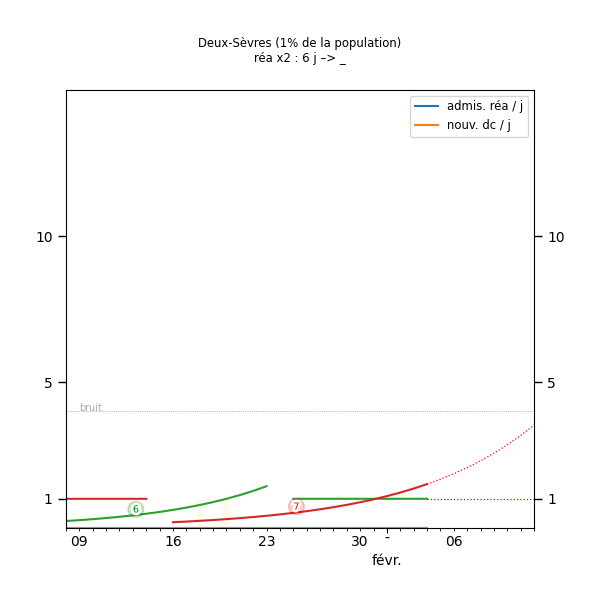 Deux-Sèvres (1% de la population)
réa x2 : 6 j –> _
admis. réa / j
nouv. dc / j
10 10
5 5
bruit
1 1
6 7
09 16 23 30 - 06
févr.